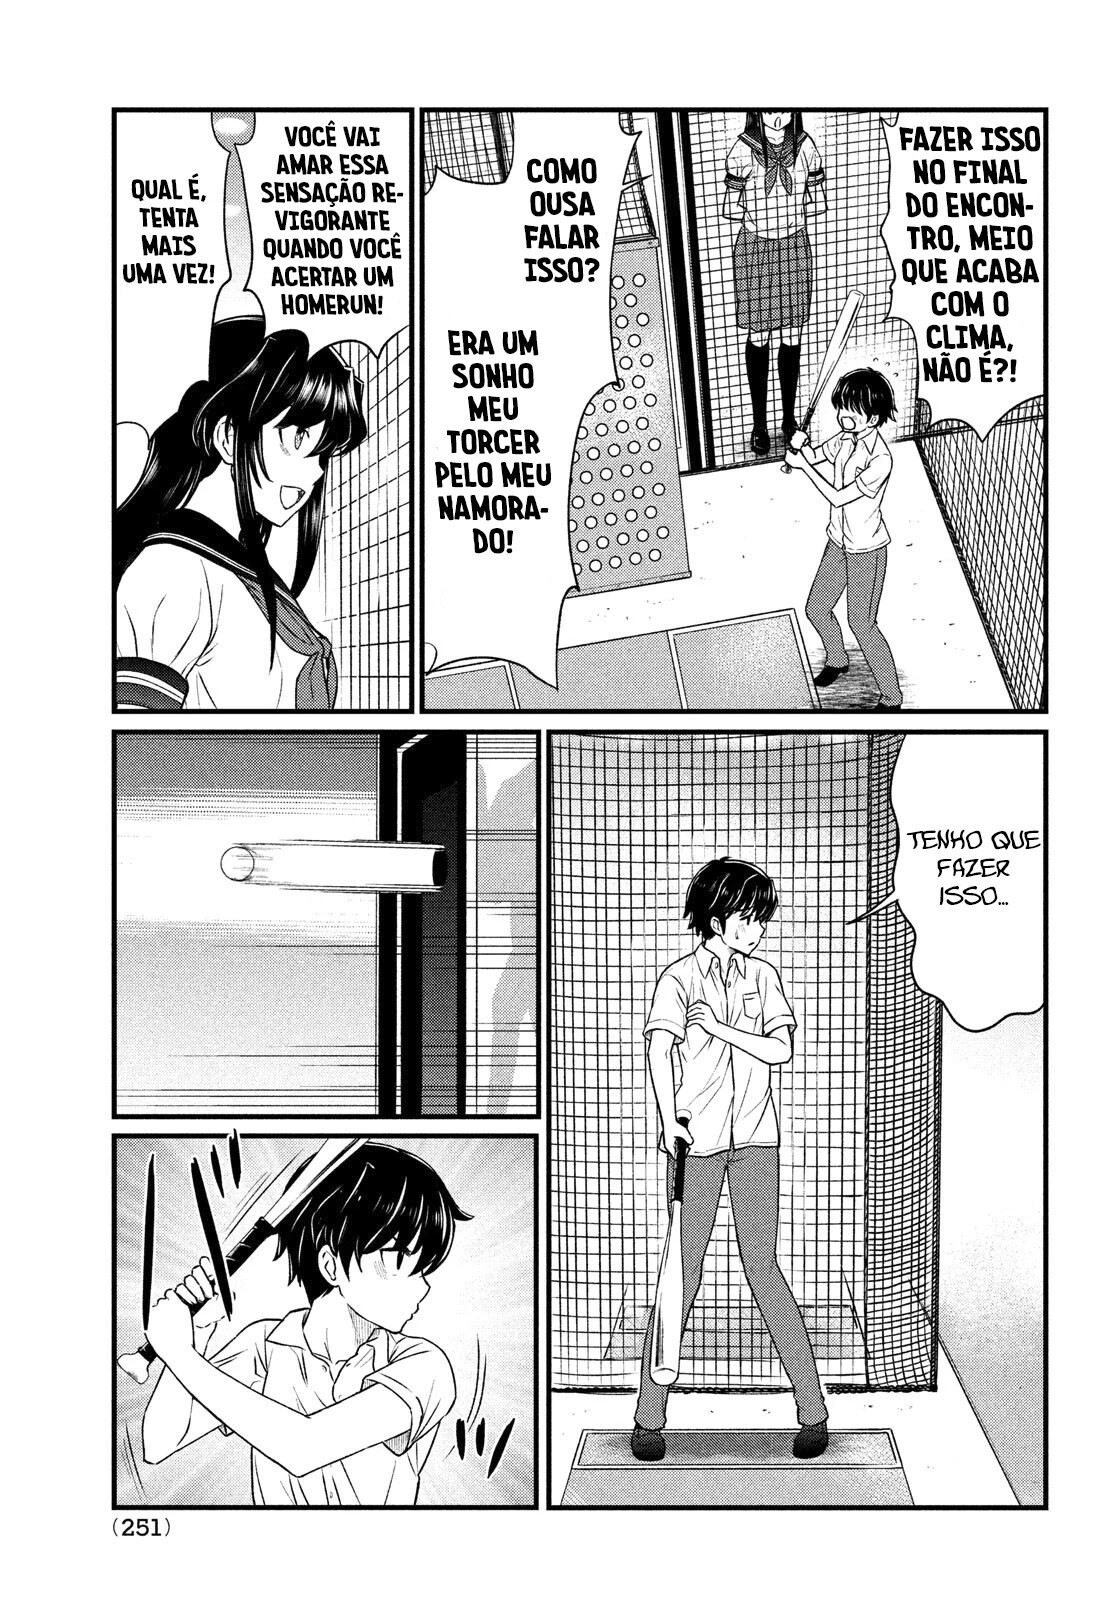 FAZER ISSO
NO FINAL
DO ENCON-
TRO, MEIO
QUE ACABA
COM O
CLIMA,
NÃO É?!
COMO
OUSA
FALAR
ISSO?
ERA UM
SONHO
MEU
TORCER
PELO MEU
NAMORA-
DO!
VOCÊ VAI
AMAR ESSA
SENSAÇÃO RE-
VIGORANTE
QUANDO VOCÊ
ACERTAR UM
HOMERUN!
QUAL É,
TENTA
MAIS
UMA VEZ!
TENHO QUE
FAZER
ISSO...
(251)